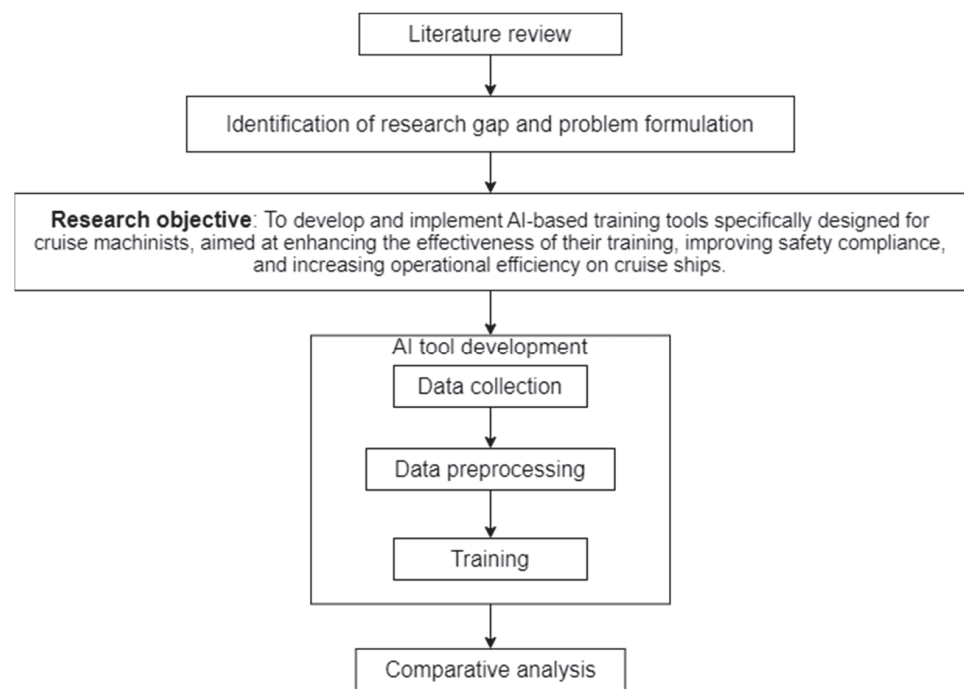 Literature review
Identification of research gap and problem formulation
Research objective: To develop and implement AI-based training tools specifically designed for
cruise machinists, aimed at enhancing the effectiveness of their training, improving safety compliance,
and increasing operational efficiency on cruise ships.
AI tool development
Data collection
Data preprocessing
Training
Comparative analysis